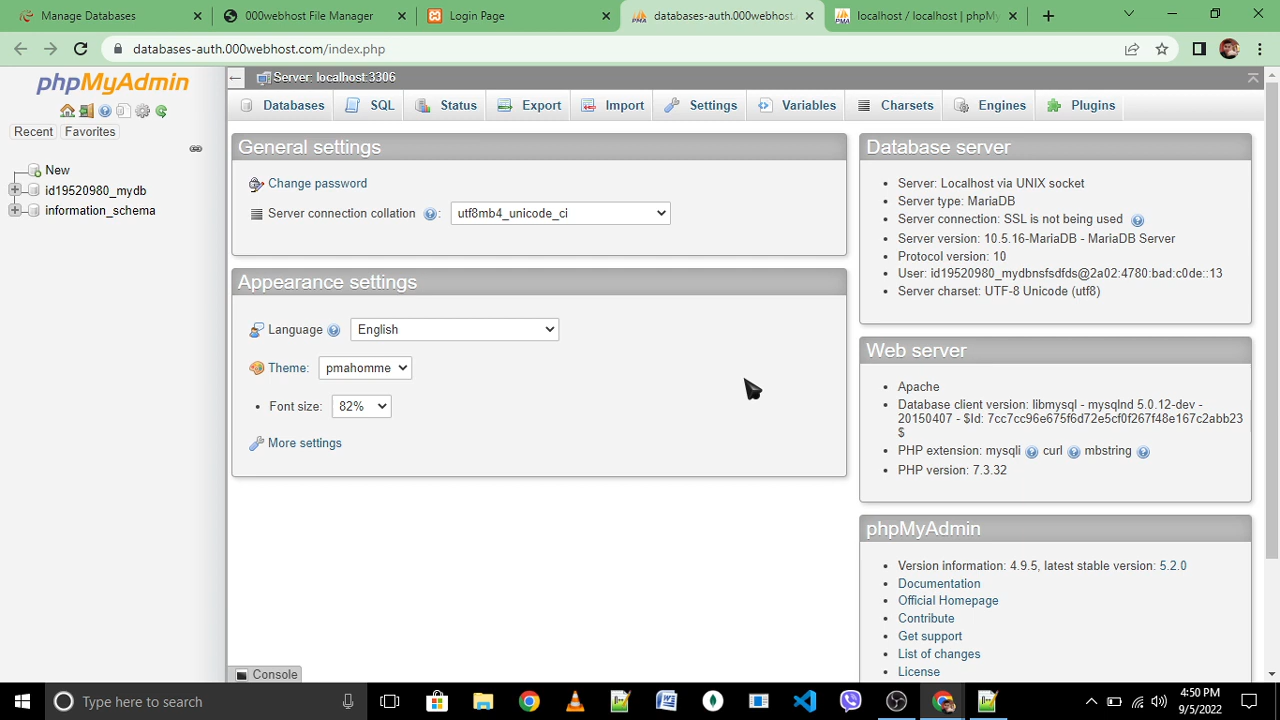 Manage Databases
000webhost File Manager
Login Page
databases-auth.000webhost.
localhost / localhost | phpMy
databases-auth.000webhost.com/index.php
phpMyAdmin
Recent
Favorites
New
id19520980_mydb
information_schema
Server: localhost:3306
Databases
SQL
Status
Export
Import
Settings
Variables
Charsets
Engines
Plugins
General settings
Change password
Server connection collation
:
utf8mb4_unicode_ci
Appearance settings
Language
English
Theme:
pmahomme
Font size:
82%
More settings
Database server
Server: Localhost via UNIX socket
Server type: MariaDB
Server connection: SSL is not being used
Server version: 10.5.16-MariaDB - MariaDB Server
Protocol version: 10
User: id19520980_mydbnsfsdfds@2a02:4780:bad:c0de::13
Server charset: UTF-8 Unicode (utf8)
Web server
Apache
Database client version: libmysql - mysqlnd 5.0.12-dev -
20150407 - $Id: 7cc7cc96e675f6d72e5cf0f267f48e167c2abb23
$
PHP extension: mysqli curl mbstring
PHP version: 7.3.32
phpMyAdmin
Version information: 4.9.5, latest stable version: 5.2.0
Documentation
Official Homepage
Contribute
Get support
List of changes
License
Console
Type here to search
4:50 PM
9/5/2022